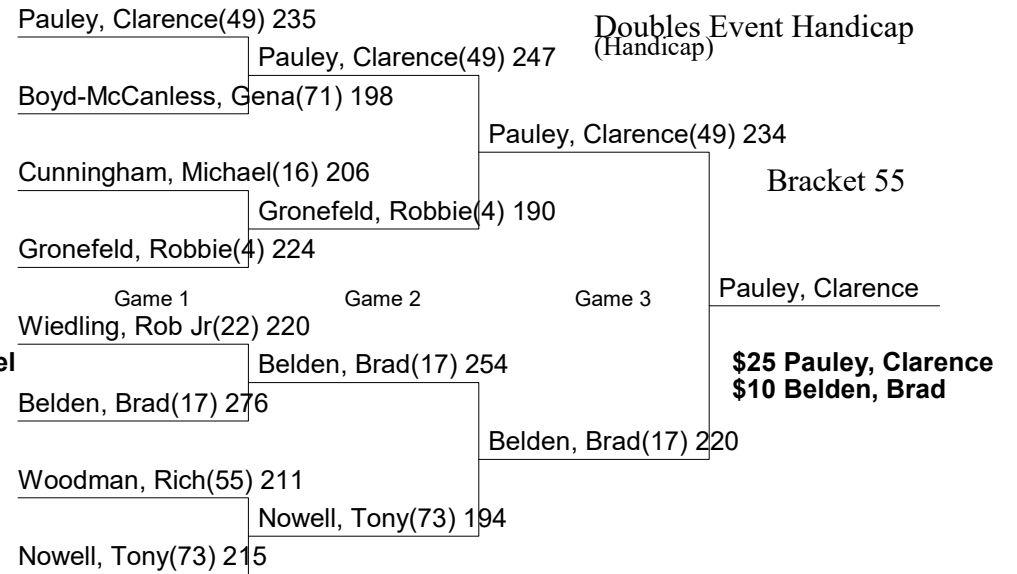 Pauley, Clarence(49) 235
Doubles Event Handicap
(Handicap)
Pauley, Clarence(49) 247
Boyd-McCanless, Gena(71) 198
Pauley, Clarence(49) 234
Cunningham, Michael(16) 206
Bracket 55
Gronefeld, Robbie(4) 190
Gronefeld, Robbie(4) 224
Game 1 Game 2 Game 3 Pauley, Clarence
Wiedling, Rob Jr(22) 220
el Belden, Brad(17) 254 $25 Pauley, Clarence
$10 Belden, Brad
Belden, Brad(17) 276
Belden, Brad(17) 220
Woodman, Rich(55) 211
Nowell, Tony(73) 194
Nowell, Tony(73) 215